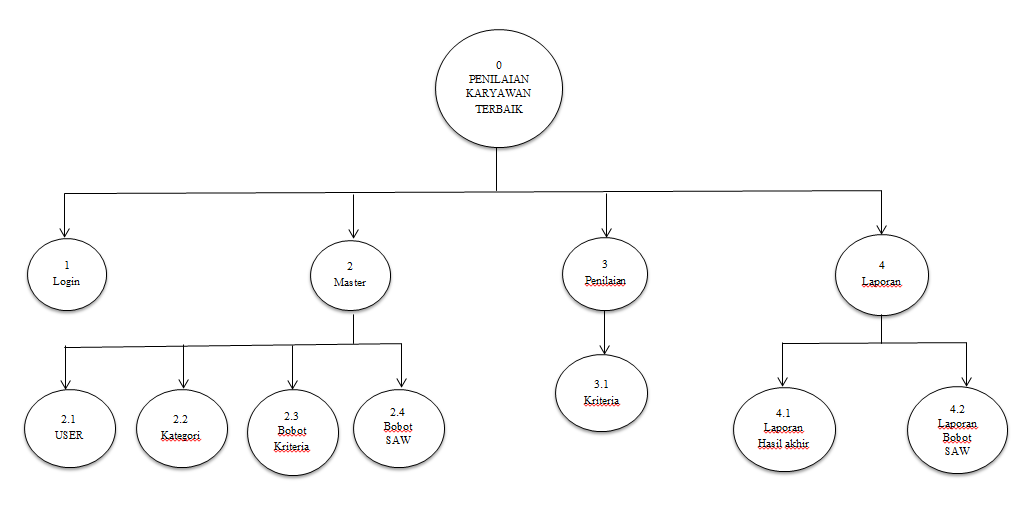 0
PENILAIAN
KARYAWAN
TERBAIK
1
Login
2
Master
3
Penilaian
4
Laporan
2.1
USER
2.2
Kategori
2.3
Bobot
Kriteria
2.4
Bobot
SAW
3.1
Kriteria
4.1
Laporan
Hasil akhir
4.2
Laporan
Bobot
SAW